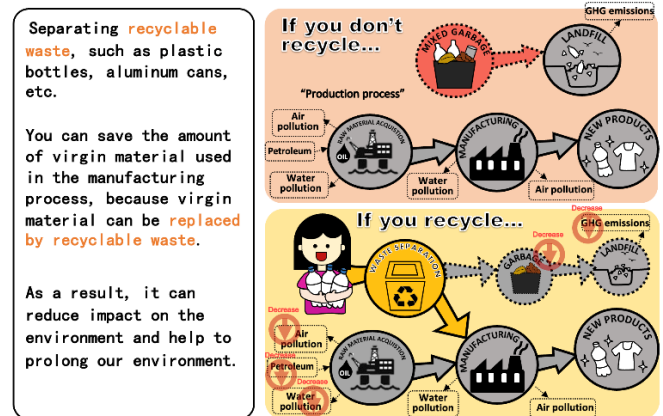 Separating recyclable
waste, such as plastic
bottles, aluminum cans,
etc.
You can save the amount
of virgin material used
in the manufacturing
process, because virgin
material can be replaced
by recyclable waste.
As a result, it can
reduce impact on the
environment and help to
prolong our environment.
If you don't
recycle...
MIXED GARBAGE
GHG emissions
LANDFILL
"Production process"
Air
pollution
Petroleum
Water
pollution
RAW MATERIAL ACQUISTION
OIL
MANUFACTURING
Water
pollution
Air pollution
NEW PRODUCTS
If you recycle...
WASTE SEPARATION
Decrease
GARBAGE
Decrease
GHG emissions
LANDFILL
Decrease
Air
pollution
Decrease
Petroleum
Decrease
Water
pollution
RAW MATERIAL ACQUISTION
OIL
MANUFACTURING
Water
pollution
Air pollution
NEW PRODUCTS